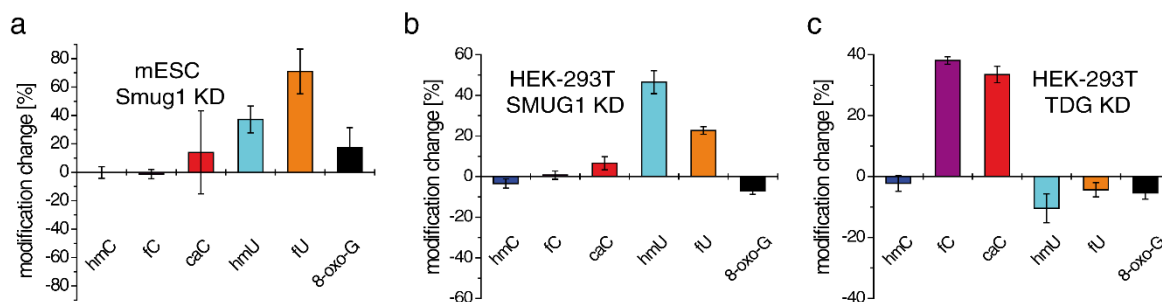 a
mESC
Smug1 KD
modification change [%]
80
60
40
20
0
-20
-40
-60
-80
hmC
fC
caC
hmU
fU
8-oxo-G
b
HEK-293T
SMUG1 KD
modification change [%]
60
40
20
0
-20
-40
-60
hmC
fC
caC
hmU
fU
8-oxo-G
c
HEK-293T
TDG KD
modification change [%]
40
20
0
-20
-40
hmC
fC
caC
hmU
fU
8-oxo-G